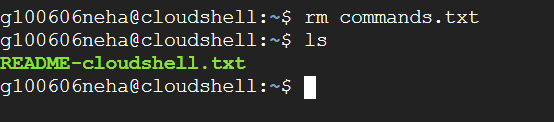 g100606neha@cloudshell:~$ rm commands.txt
g100606neha@cloudshell:~$ ls
README-cloudshell.txt
g100606neha@cloudshell:~$